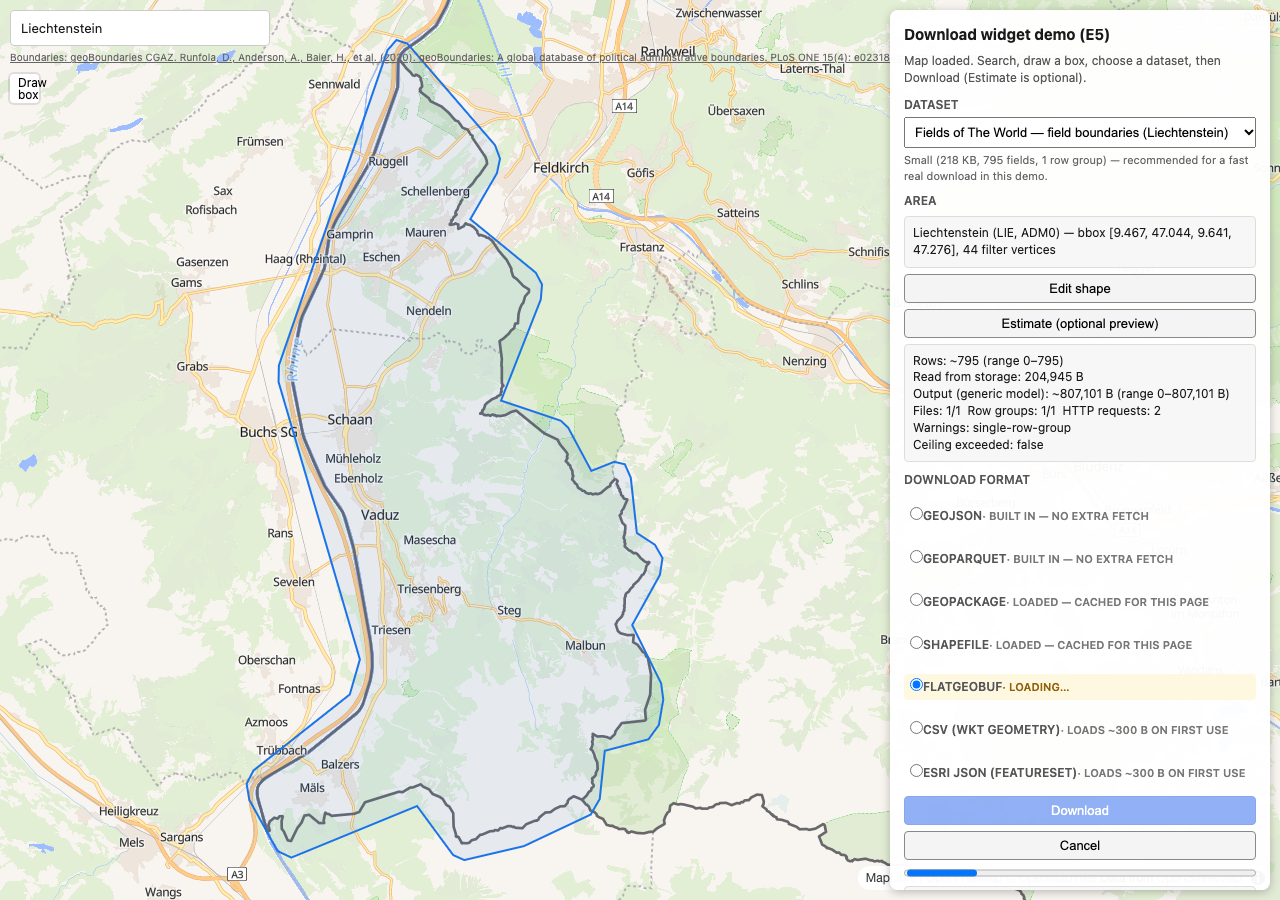 Liechtenstein
Boundaries: geoBoundaries CGAZ. Runfola, D., Anderson, A., Baier, H., et al. (2020). geoBoundaries: A global database of political administrative boundaries. PLoS ONE 15(4): e02318
Draw
box
Zwischenwasser
Rankweil
Laterns-Thal
Sennwald
A14
Übersaxen
Frümsen
Ruggell
Feldkirch
Göfis
Sax
Schellenberg
A14
Rofisbach
Satteins
Gamprin
Mauren
Frastanz
Schnifis
Haag (Rheintal)
Eschen
Gasenzen
Gams
Schlins
Nendeln
Rhine
Nenzing
Grabs
Schaan
Buchs SG
Mühleholz
Ebenholz
Vaduz
Rans
Masescha
Sevelen
Triesenberg
Steg
Triesen
Malbun
Oberschan
Fontnas
Azmoos
Trübbach
Balzers
Mäls
Heiligkreuz
Sargans
Mels
A3
Wangs
Map
Download widget demo (E5)
Map loaded. Search, draw a box, choose a dataset, then
Download (Estimate is optional).
DATASET
Fields of The World — field boundaries (Liechtenstein)
Small (218 KB, 795 fields, 1 row group) — recommended for a fast
real download in this demo.
AREA
Liechtenstein (LIE, ADM0) — bbox [9.467, 47.044, 9.641,
47.276], 44 filter vertices
Edit shape
Estimate (optional preview)
Rows: ~795 (range 0–795)
Read from storage: 204,945 B
Output (generic model): ~807,101 B (range 0–807,101 B)
Files: 1/1 Row groups: 1/1 HTTP requests: 2
Warnings: single-row-group
Ceiling exceeded: false
DOWNLOAD FORMAT
GEOJSON · BUILT IN — NO EXTRA FETCH
GEOPARQUET · BUILT IN — NO EXTRA FETCH
GEOPACKAGE · LOADED — CACHED FOR THIS PAGE
SHAPEFILE · LOADED — CACHED FOR THIS PAGE
FLATGEOBUF · LOADING…
CSV (WKT GEOMETRY) · LOADS ~300 B ON FIRST USE
ESRI JSON (FEATURESET) · LOADS ~300 B ON FIRST USE
Download
Cancel